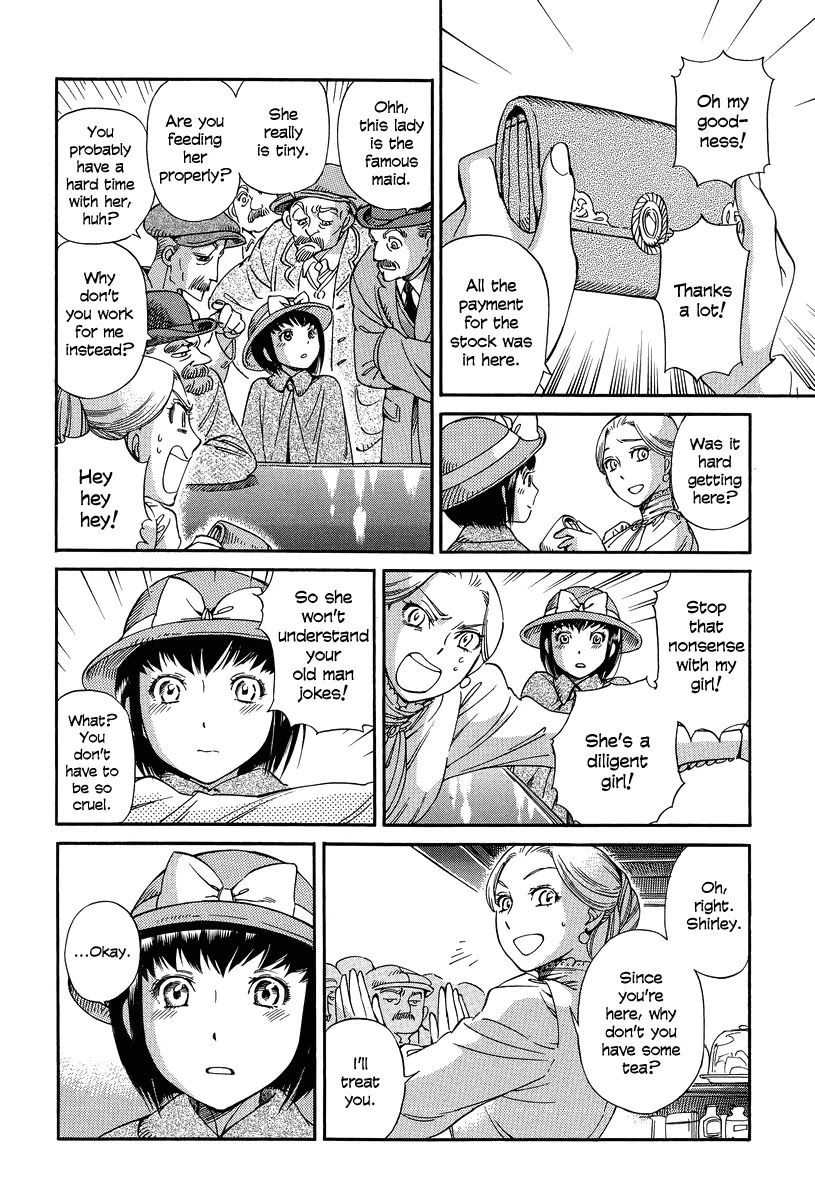 Oh my
good-
ness!
Thanks
a lot!
All the
payment
for the
stock was
in here.
Was it
hard
getting
here?
Ohh,
this lady
is the
famous
maid.
She
really
is tiny.
Are you
feeding
her
properly?
You
probably
have a
hard time
with her,
huh?
Why
don't
you work
for me
instead?
Hey
hey
hey!
Stop
that
nonsense
with my
girl!
She's a
diligent
girl!
So she
won't
understand
your
old man
jokes!
What?
You
don't
have to
be so
cruel.
Oh,
right.
Shirley.
Since
you're
here, why
don't you
have some
tea?
I'll
treat
you.
...Okay.